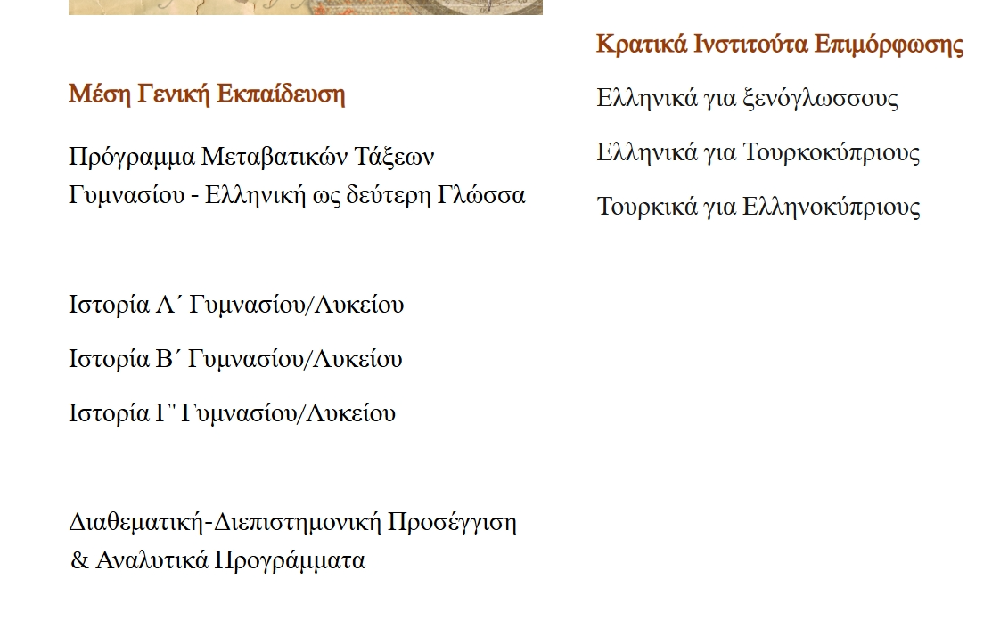 Μέση Γενική Εκπαίδευση
Πρόγραμμα Μεταβατικών Τάξεων
Γυμνασίου - Ελληνική ως δεύτερη Γλώσσα
Ιστορία Α΄ Γυμνασίου/Λυκείου
Ιστορία Β΄ Γυμνασίου/Λυκείου
Ιστορία Γ' Γυμνασίου/Λυκείου
Διαθεματική-Διεπιστημονική Προσέγγιση
& Αναλυτικά Προγράμματα
Κρατικά Ινστιτούτα Επιμόρφωσης
Ελληνικά για ξενόγλωσσους
Ελληνικά για Τουρκοκύπριους
Τουρκικά για Ελληνοκύπριους